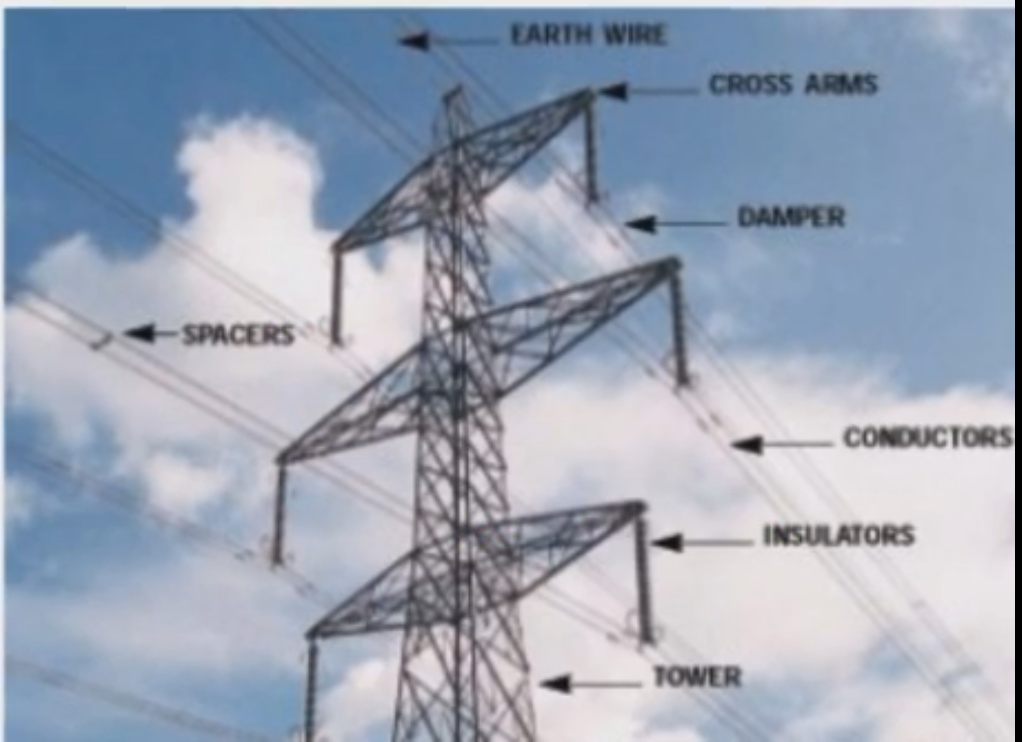 EARTH WIRE
CROSS ARMS
DAMPER
SPACERS
CONDUCTORS
INSULATORS
TOWER